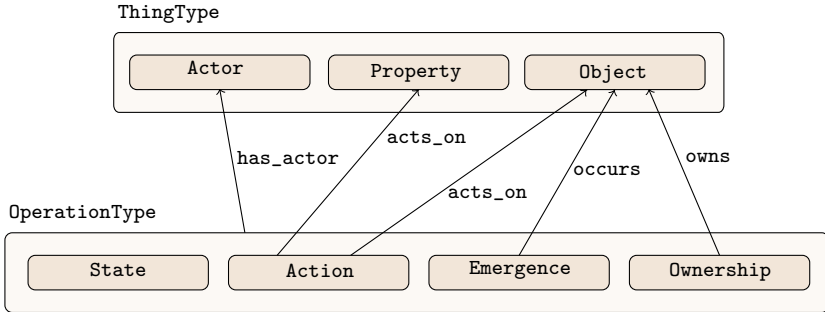 ThingType
Actor Property Object
acts_on
has_actor
owns
occurs
acts_on
OperationType
State Action Emergence Ownership